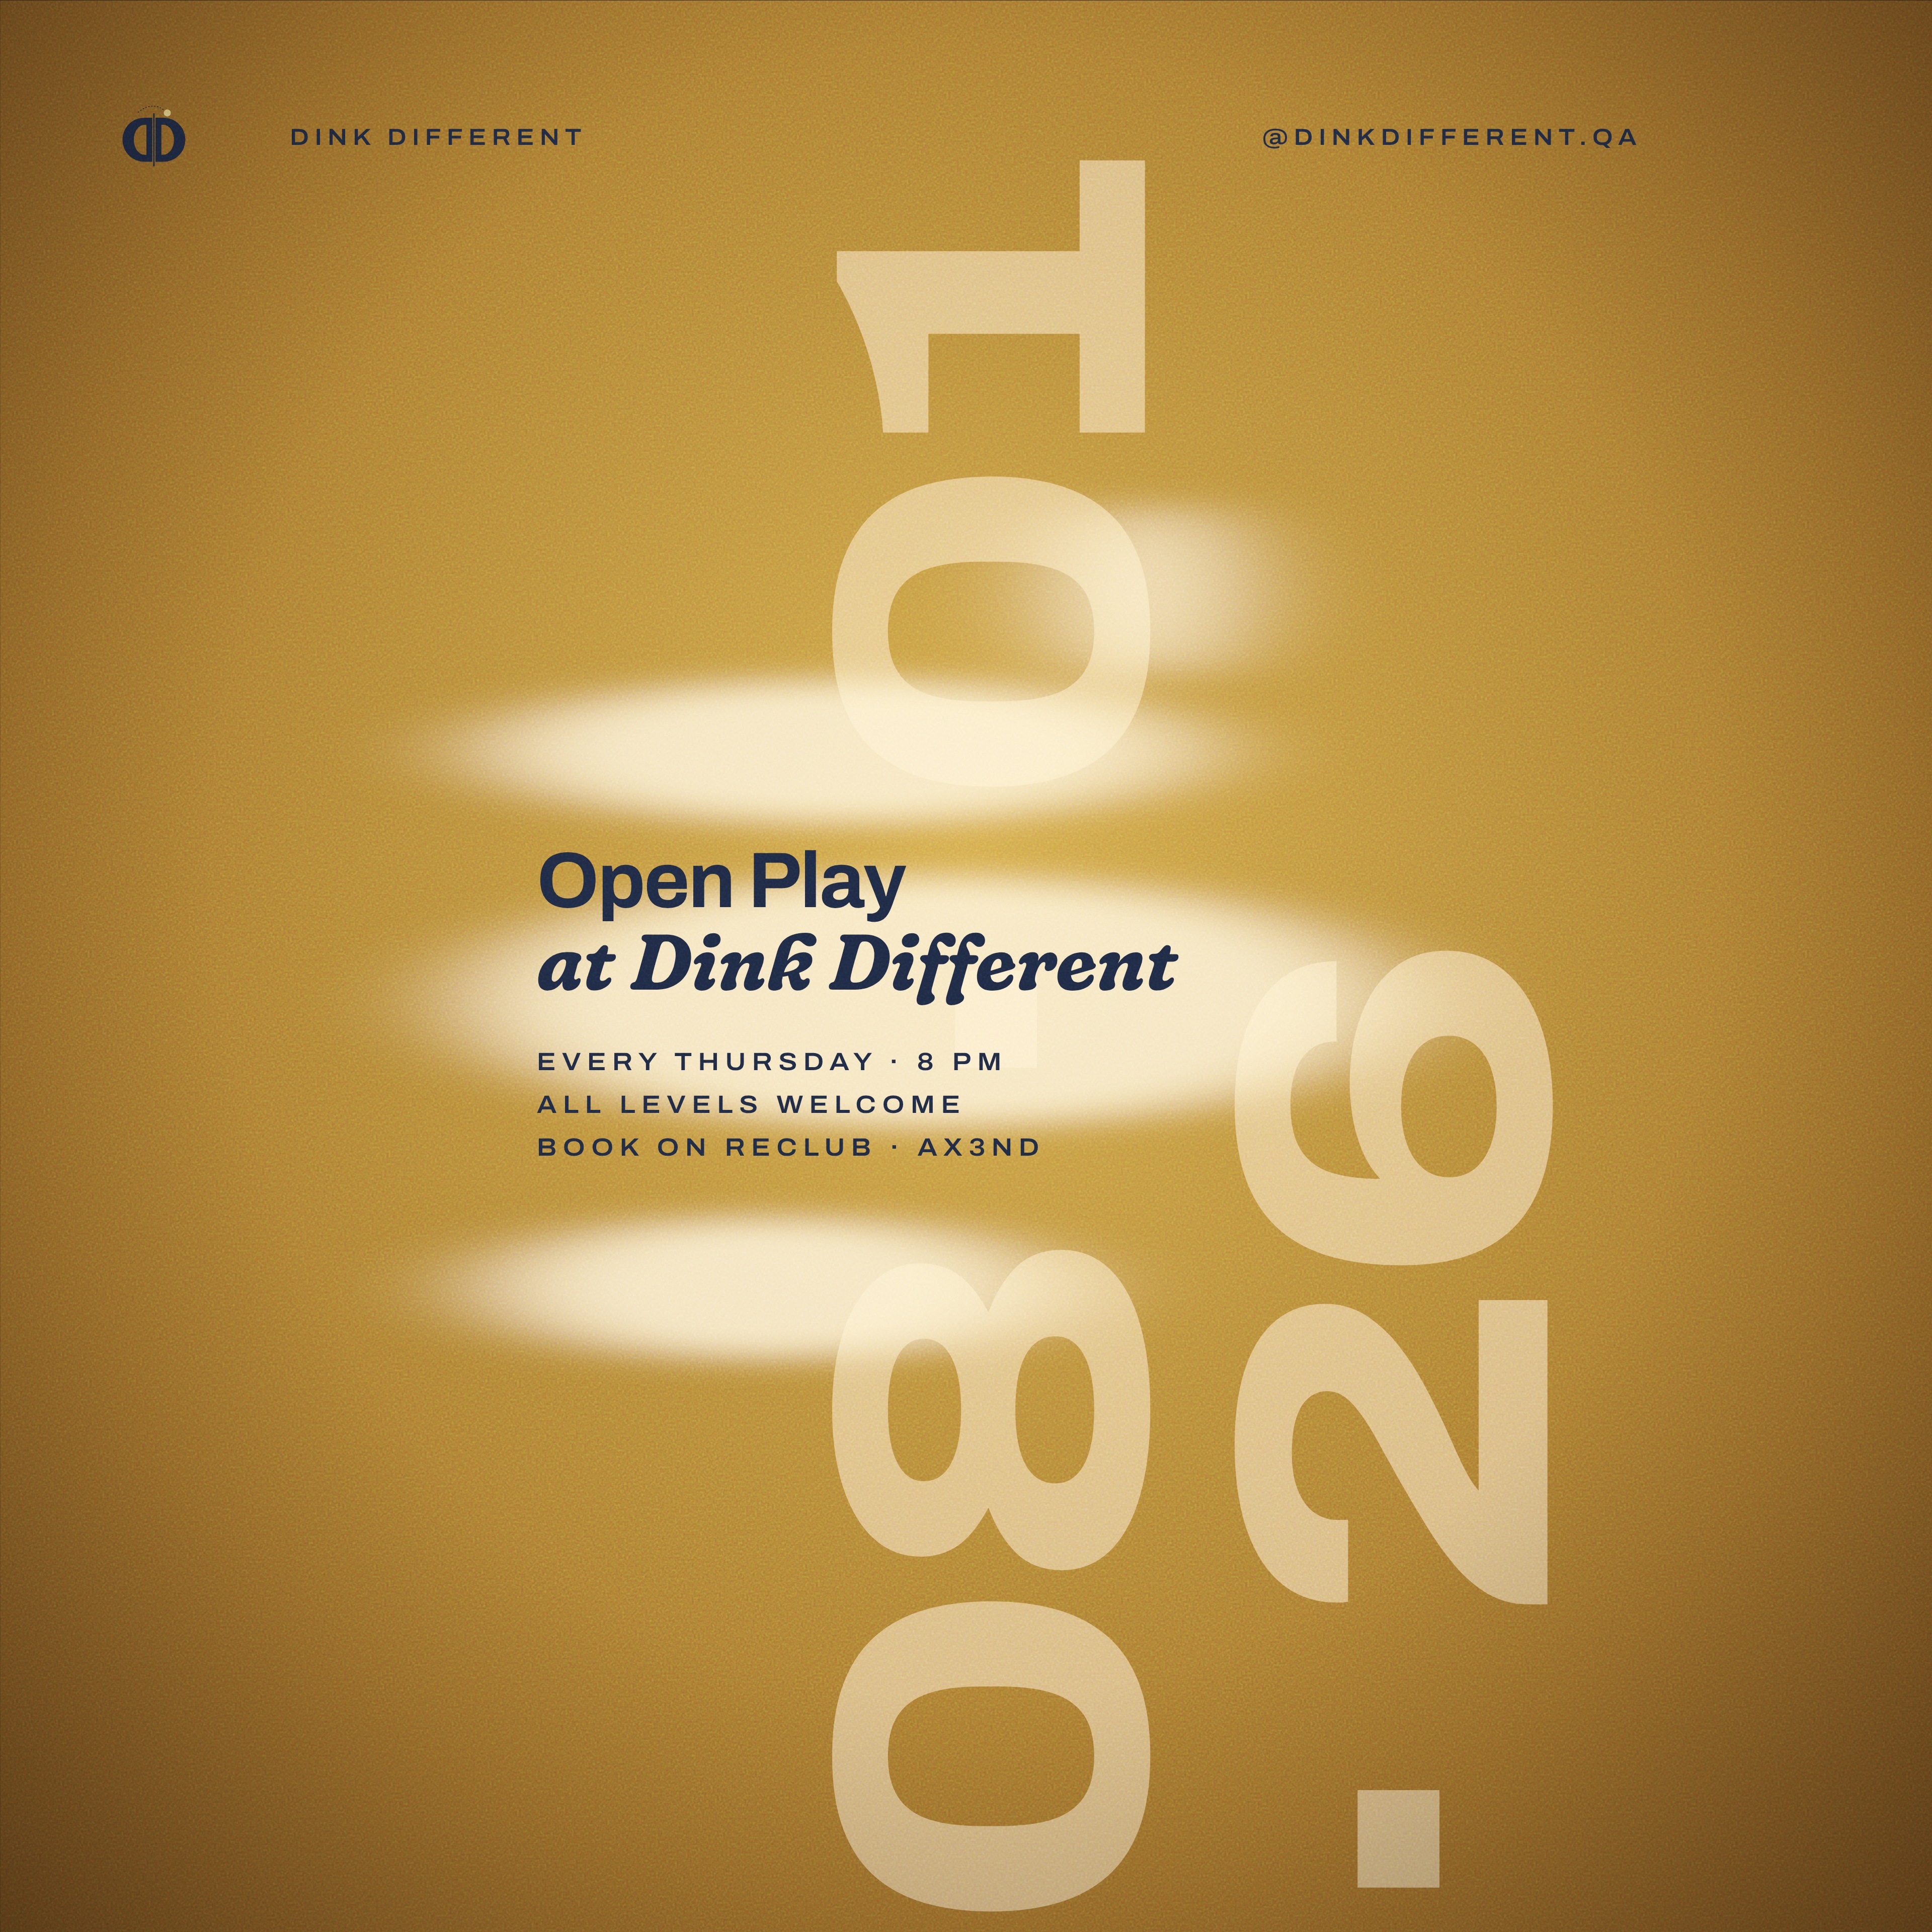 DINK DIFFERENT
@DINKDIFFERENT.QA
08.01
.26
Open Play
at Dink Different
EVERY THURSDAY · 8 PM
ALL LEVELS WELCOME
BOOK ON RECLUB · AX3ND